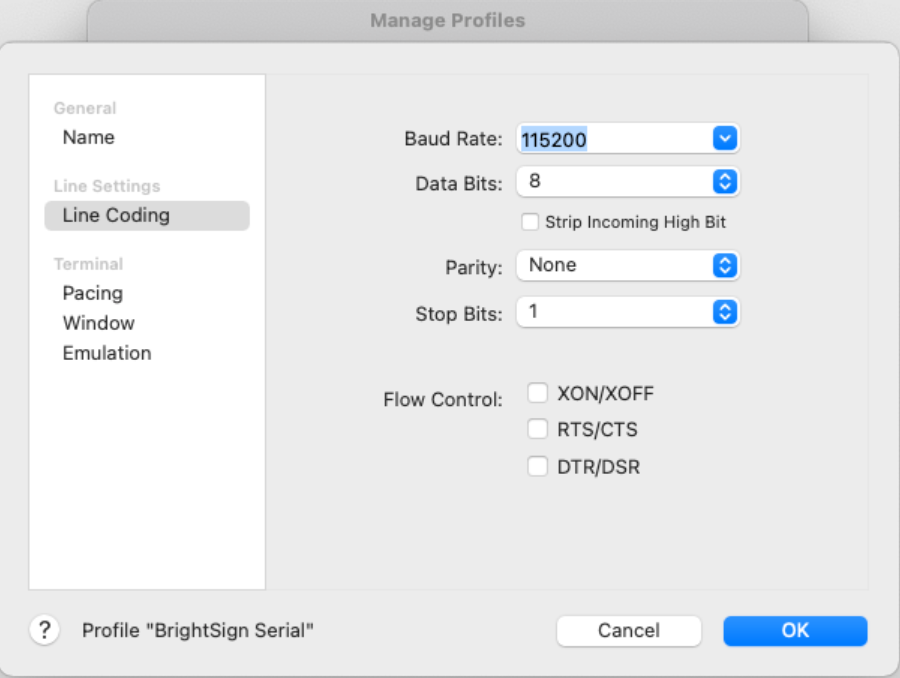 Manage Profiles
General
Name
Line Settings
Line Coding
Terminal
Pacing
Window
Emulation
Baud Rate: 115200
Data Bits: 8
Strip Incoming High Bit
Parity: None
Stop Bits: 1
Flow Control: XON/XOFF
RTS/CTS
DTR/DSR
? Profile "BrightSign Serial" Cancel OK